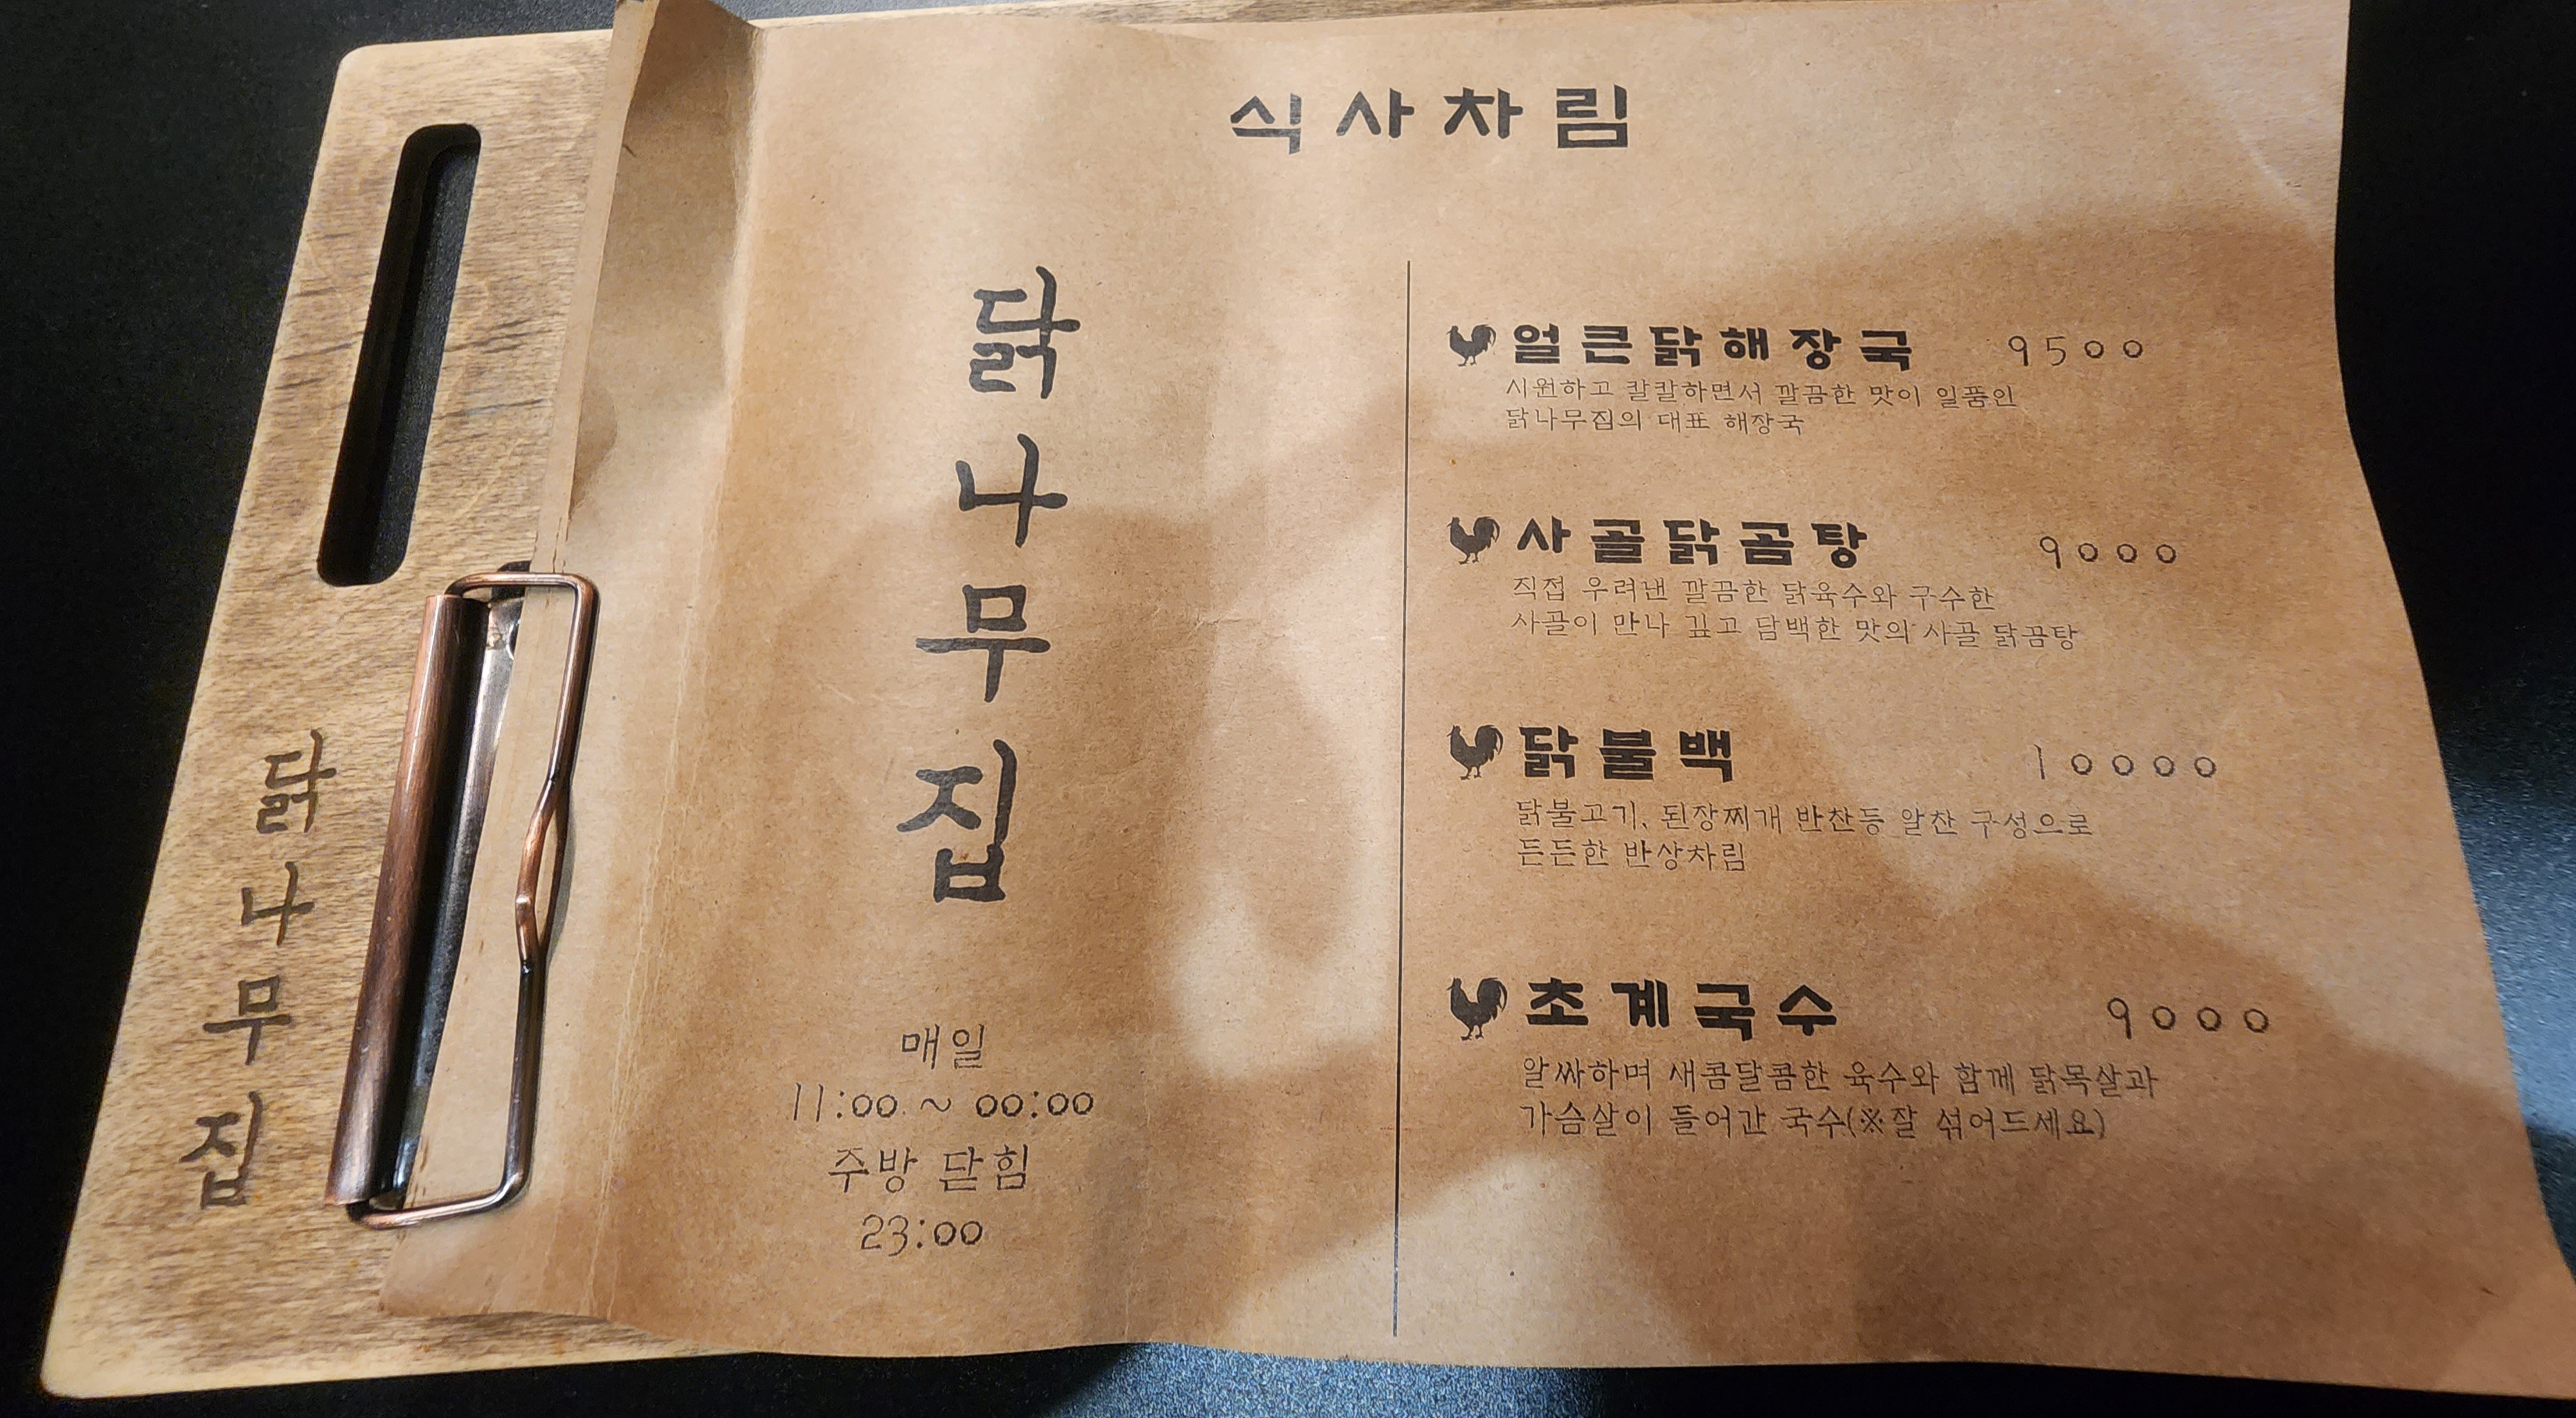 식사차림
닭나무집
매일
11:00 ~ 00:00
주방 닫힘
23:00
얼큰닭해장국 9500
시원하고 칼칼하면서 깔끔한 맛이 일품인
닭나무집의 대표 해장국
사골닭곰탕 9000
직접 우려낸 깔끔한 닭육수와 구수한
사골이 만나 깊고 담백한 맛의 사골 닭곰탕
닭불백 10000
닭불고기, 된장찌개 반찬등 알찬 구성으로
든든한 반상차림
초계국수 9000
알싸하며 새콤달콤한 육수와 함께 닭목살과
가슴살이 들어간 국수(※잘 섞어드세요)
닭나무집